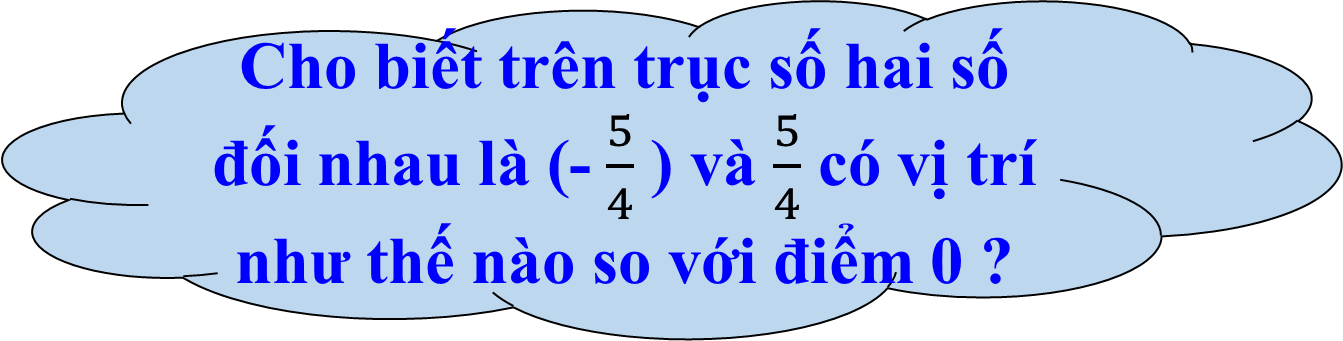 Cho biết trên trục số hai số
đối nhau là (- 5/4 ) và 5/4 có vị trí
như thế nào so với điểm 0 ?